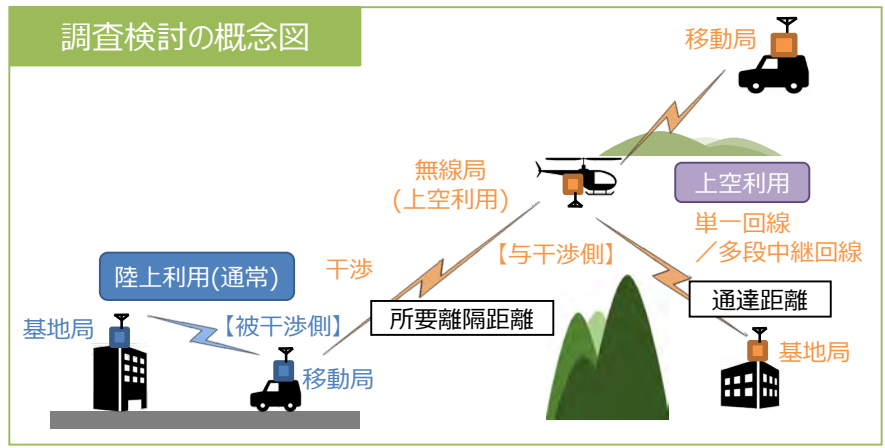 調査検討の概念図
移動局
無線局
(上空利用)
上空利用
単一回線
／多段中継回線
【与干渉側】
干渉
陸上利用(通常)
通達距離
所要離隔距離
基地局
【被干渉側】
移動局
基地局